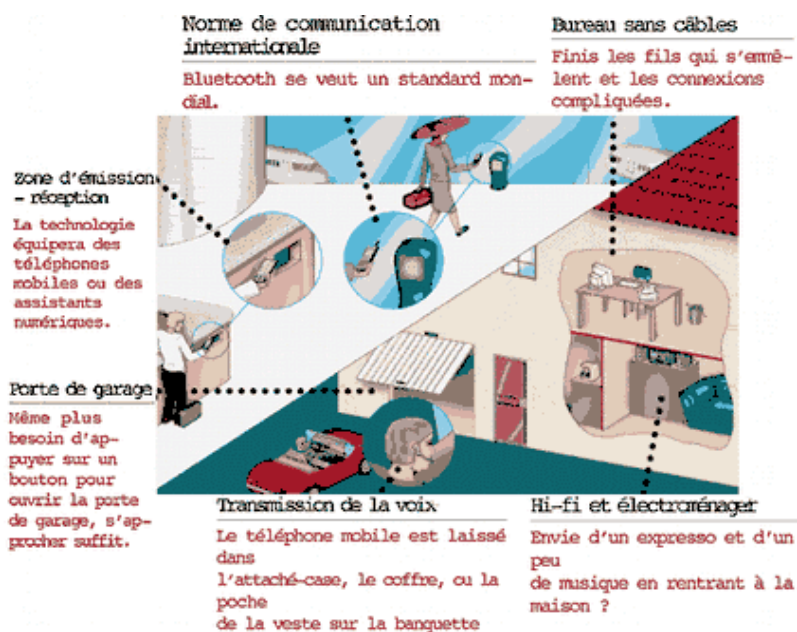 Norme de communication
internationale
Bluetooth se veut un standard mon-
dial.
Bureau sans câbles
Finis les fils qui s'emmê-
lent et les connexions
compliquées.
Zone d'émission
- réception
La technologie
équipera des
téléphones
mobiles ou des
assistants
numériques.
Porte de garage
Même plus
besoin d'ap-
puyer sur un
bouton pour
ouvrir la porte
de garage, s'ap-
procher suffit.
Transmission de la voix
Le téléphone mobile est laissé
dans
l'attaché-case, le coffre, ou la
poche
de la veste sur la banquette
Hi-fi et électroménager
Envie d'un expresso et d'un
peu
de musique en rentrant à la
maison ?